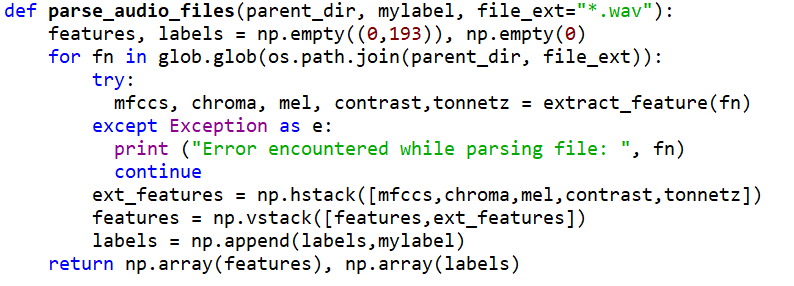 def parse_audio_files(parent_dir, mylabel, file_ext="*.wav"):
    features, labels = np.empty((0,193)), np.empty(0)
    for fn in glob.glob(os.path.join(parent_dir, file_ext)):
        try:
          mfccs, chroma, mel, contrast,tonnetz = extract_feature(fn)
        except Exception as e:
          print ("Error encountered while parsing file: ", fn)
          continue
        ext_features = np.hstack([mfccs,chroma,mel,contrast,tonnetz])
        features = np.vstack([features,ext_features])
        labels = np.append(labels,mylabel)
    return np.array(features), np.array(labels)